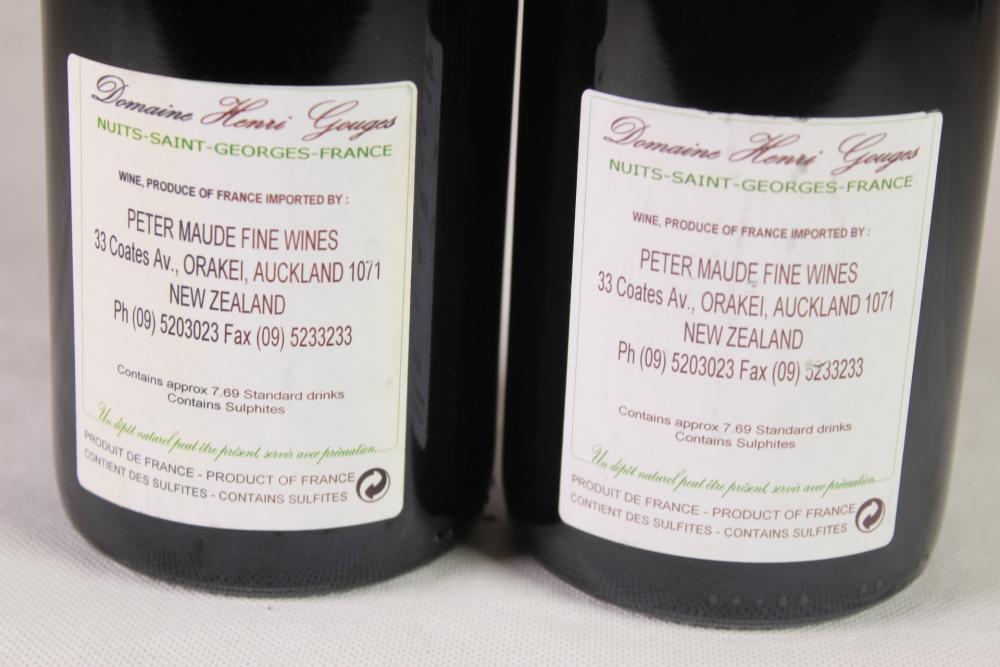 Domaine Henri Gouges
NUITS-SAINT-GEORGES-FRANCE
WINE, PRODUCE OF FRANCE IMPORTED BY :
PETER MAUDE FINE WINES
33 Coates Av., ORAKEI, AUCKLAND 1071
NEW ZEALAND
Ph (09) 5203023 Fax (09) 5233233
Contains approx 7.69 Standard drinks
Contains Sulphites
Un dépôt naturel peut être présent, servir avec précaution...
PRODUIT DE FRANCE - PRODUCT OF FRANCE
CONTIENT DES SULFITES - CONTAINS SULFITES
Domaine Henri Gouges
NUITS-SAINT-GEORGES-FRANCE
WINE, PRODUCE OF FRANCE IMPORTED BY :
PETER MAUDE FINE WINES
33 Coates Av., ORAKEI, AUCKLAND 1071
NEW ZEALAND
Ph (09) 5203023 Fax (09) 5233233
Contains approx 7.69 Standard drinks
Contains Sulphites
Un dépôt naturel peut être présent, servir avec précaution...
PRODUIT DE FRANCE - PRODUCT OF FRANCE
CONTIENT DES SULFITES - CONTAINS SULFITES